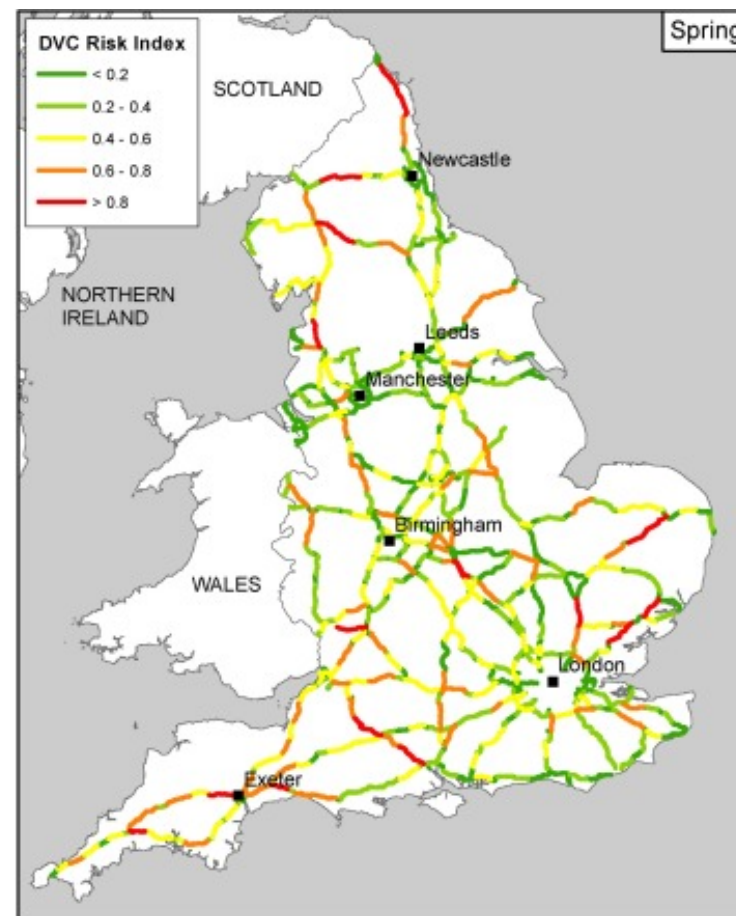 Spring
DVC Risk Index
< 0.2
0.2 - 0.4
0.4 - 0.6
0.6 - 0.8
> 0.8
SCOTLAND
Newcastle
NORTHERN
IRELAND
Leeds
Manchester
Birmingham
WALES
London
Exeter